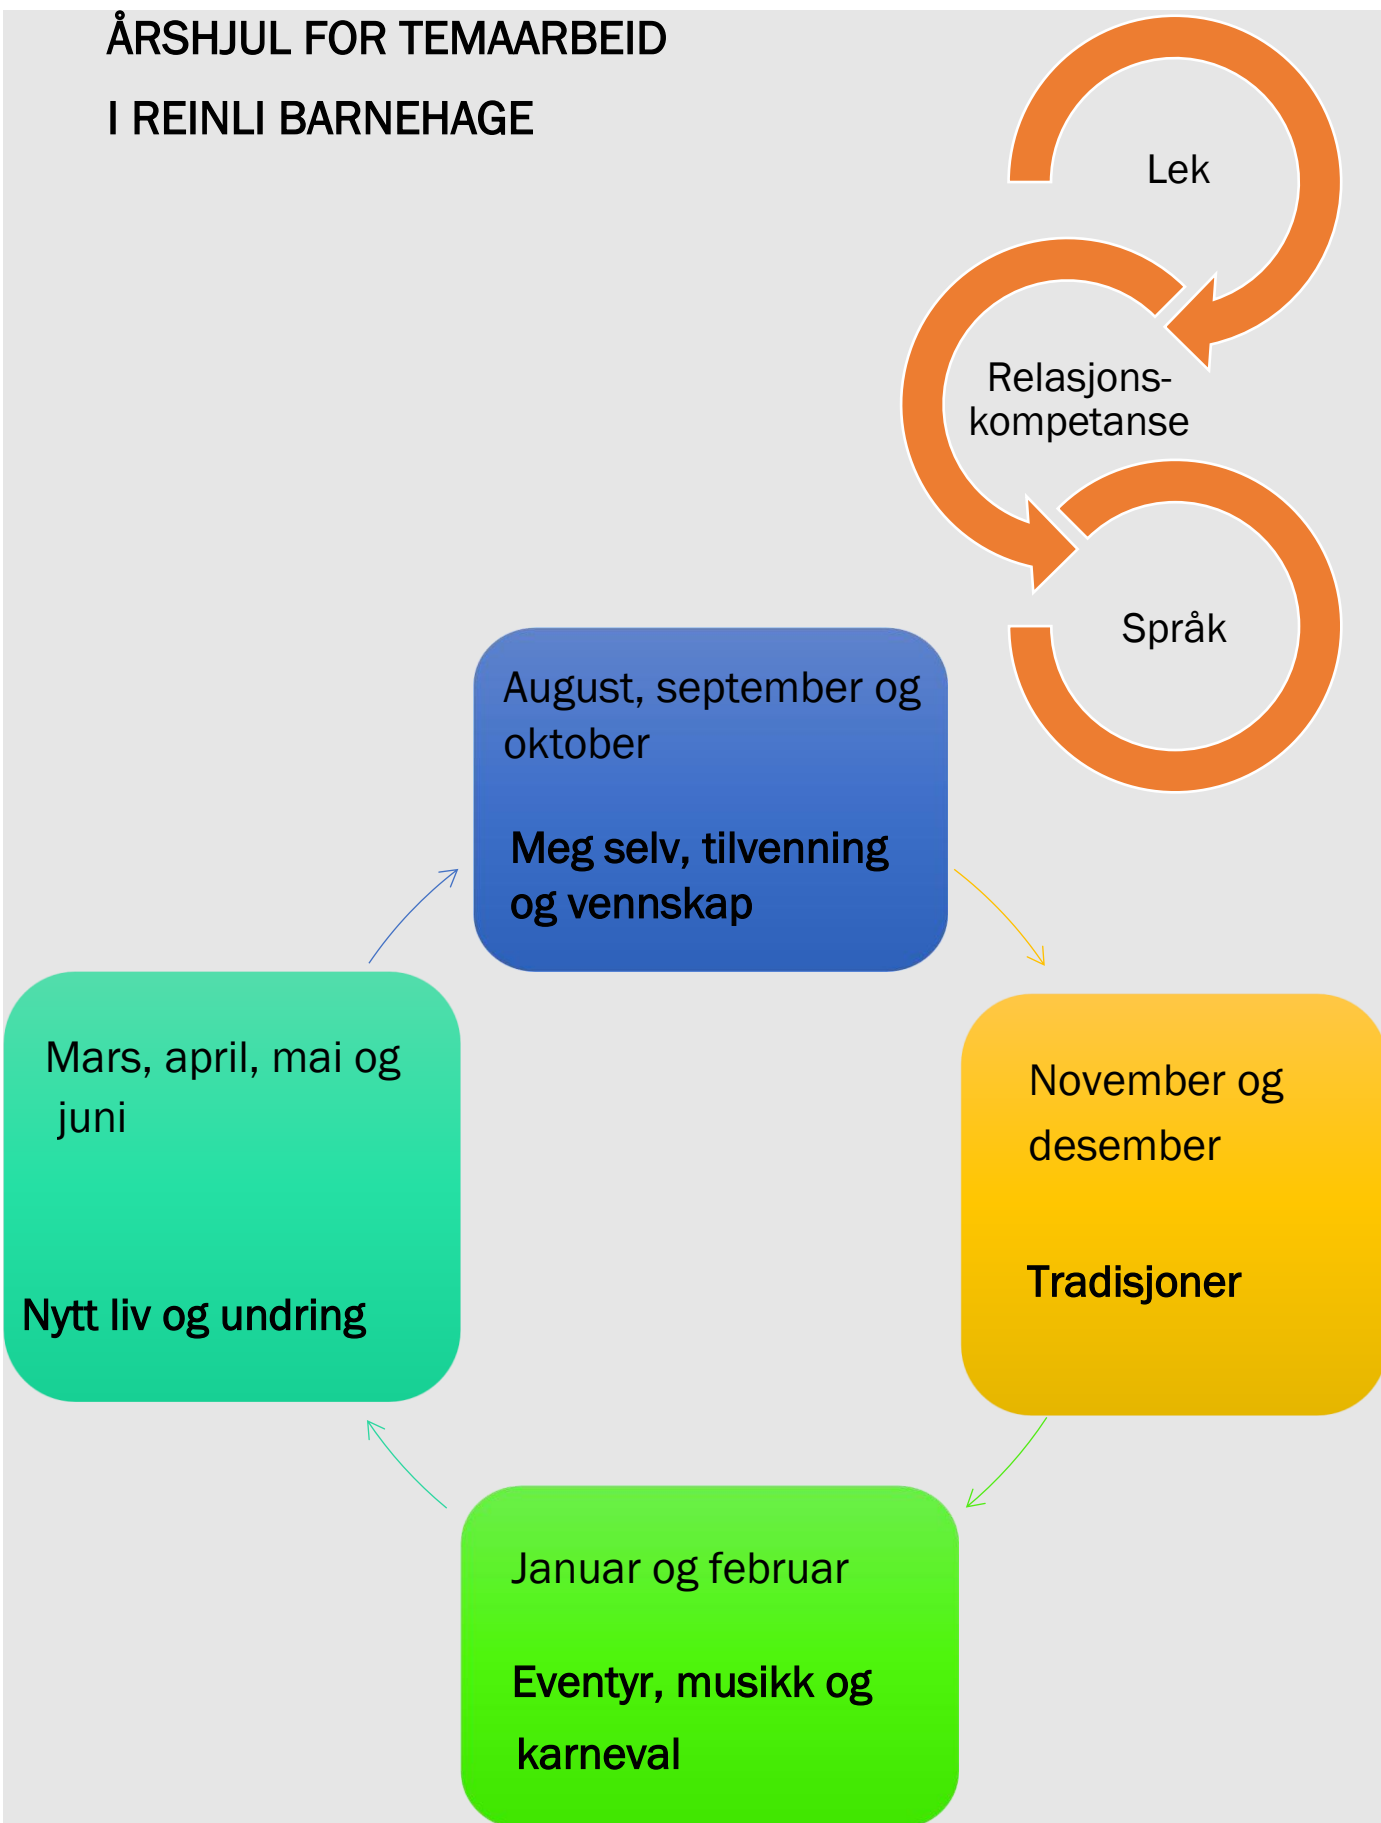 ÅRSHJUL FOR TEMAARBEID
I REINLI BARNEHAGE
Lek
Relasjons-
kompetanse
Språk
August, september og
oktober
Meg selv, tilvenning
og vennskap
November og
desember
Tradisjoner
Januar og februar
Eventyr, musikk og
karneval
Mars, april, mai og
juni
Nytt liv og undring